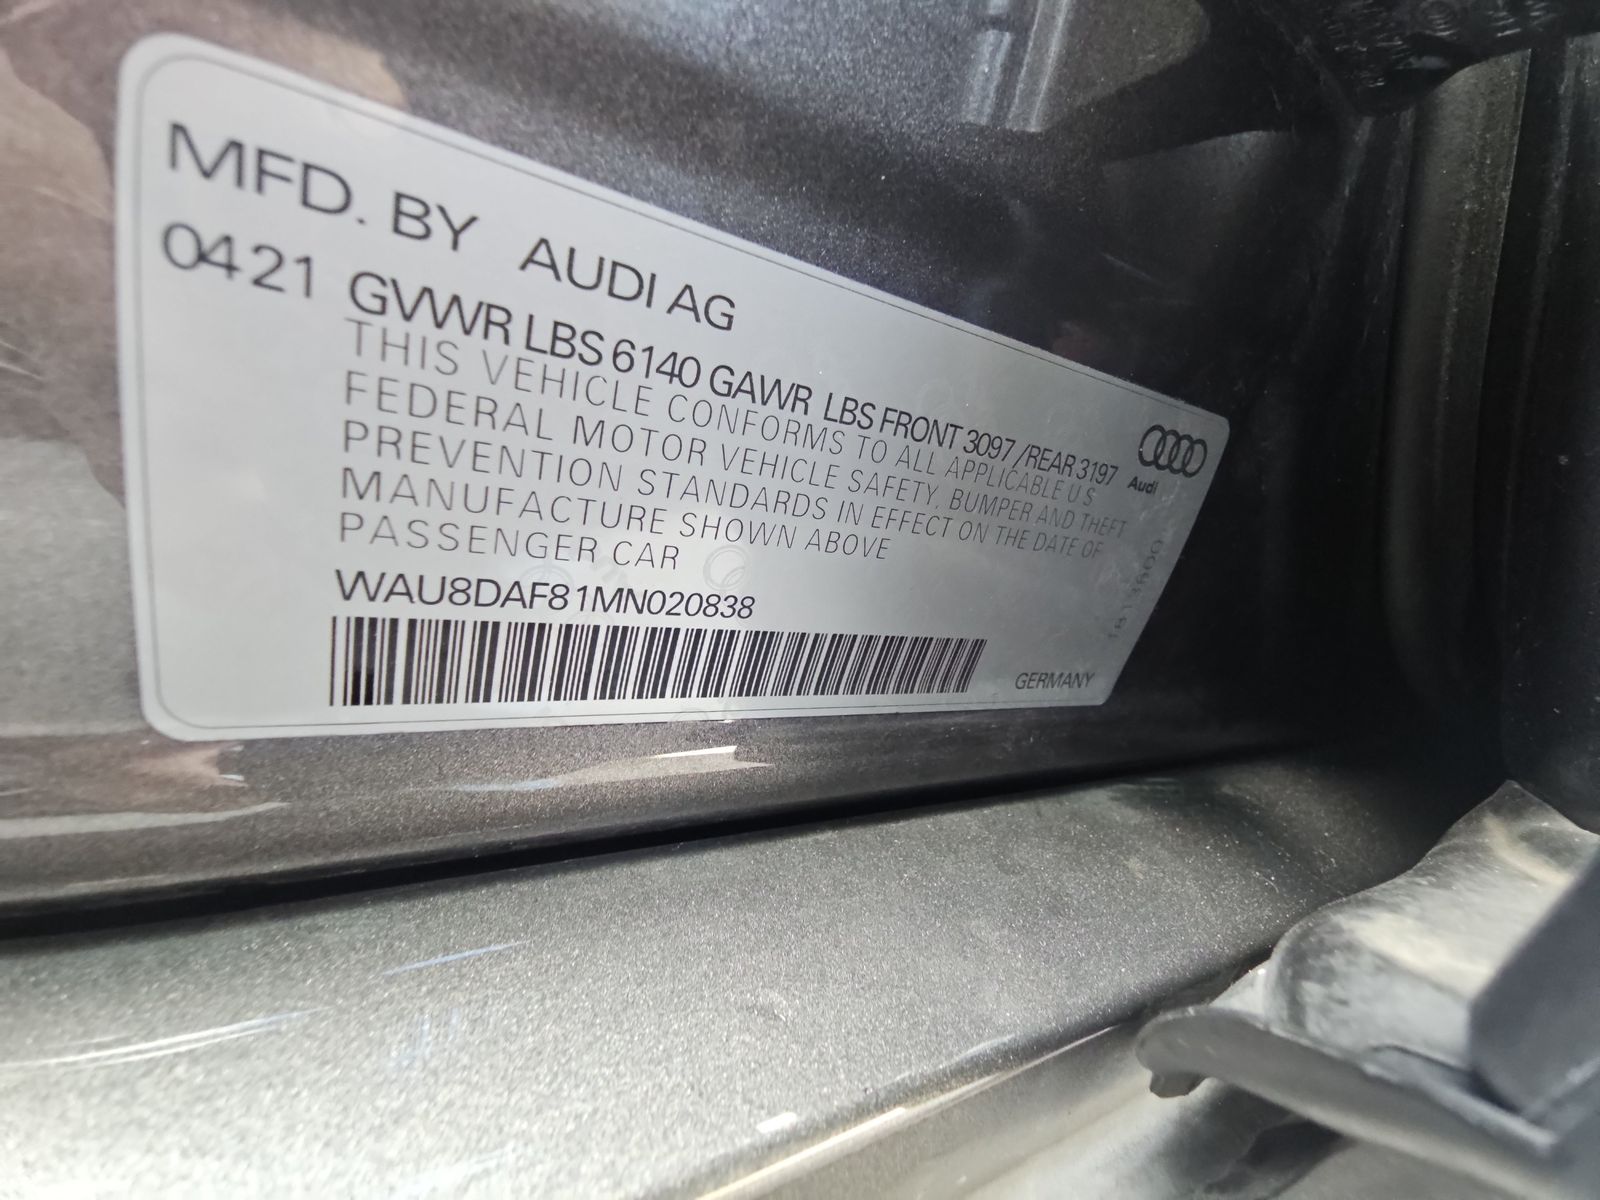 MFD. BY AUDI AG
0421 GVWR LBS 6140 GAWR LBS FRONT 3097 / REAR 3197
THIS VEHICLE CONFORMS TO ALL APPLICABLE U S
FEDERAL MOTOR VEHICLE SAFETY, BUMPER AND THEFT
PREVENTION STANDARDS IN EFFECT ON THE DATE OF
MANUFACTURE SHOWN ABOVE
PASSENGER CAR
WAU8DAF81MN020838
Audi
GERMANY